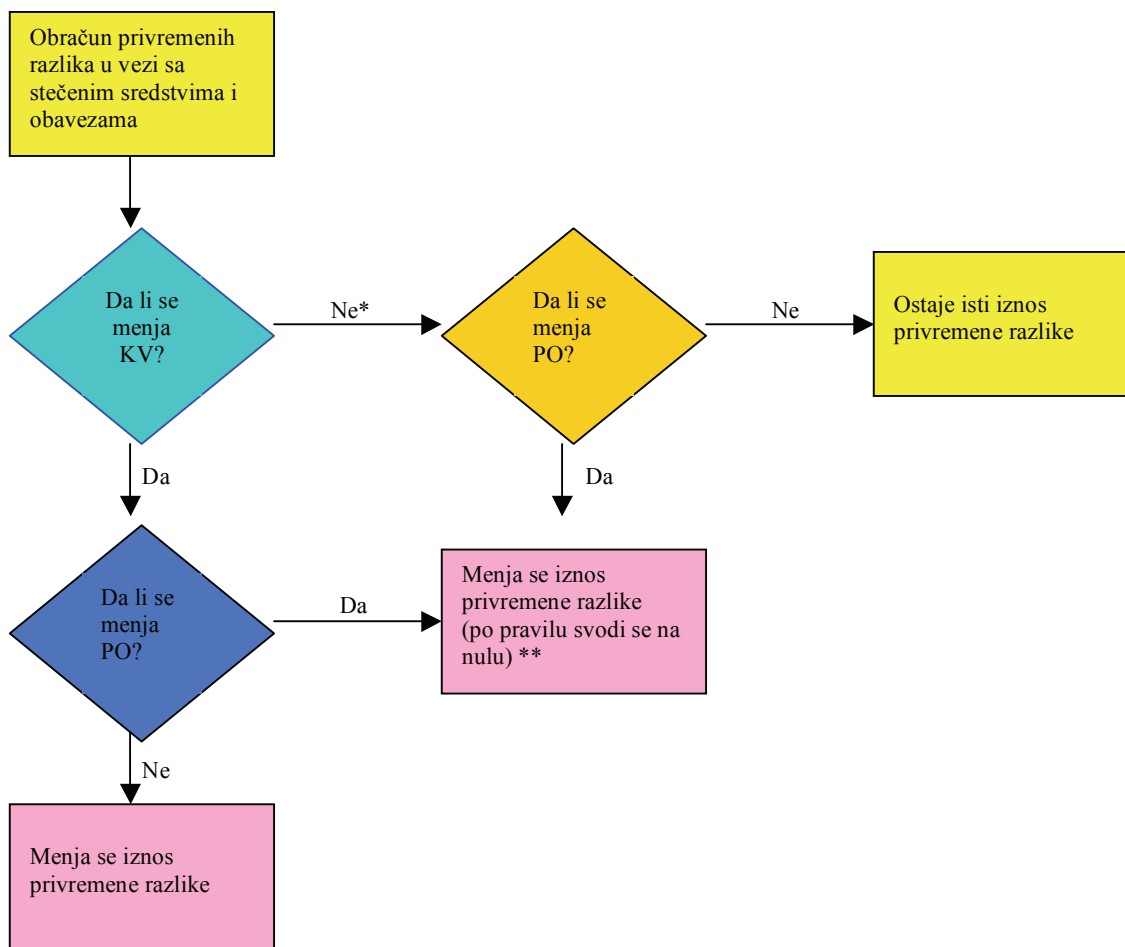 Obračun privremenih
razlika u vezi sa
stečenim sredstvima i
obavezama
Da li se
menja
KV?
Ne*
Da li se
menja
PO?
Ne
Ostaje isti iznos
privremene razlike
Da
Da
Da li se
menja
PO?
Da
Menja se iznos
privremene razlike
(po pravilu svodi se na
nulu) **
Ne
Menja se iznos
privremene razlike